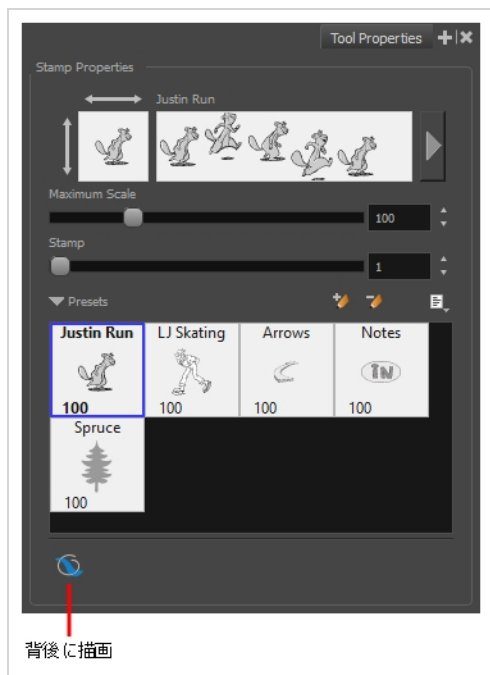 Tool Properties
Stamp Properties
Justin Run
Maximum Scale
100
Stamp
1
Presets
Justin Run LJ Skating Arrows Notes
IN
100 100 100 100
Spruce
100
背後に描画